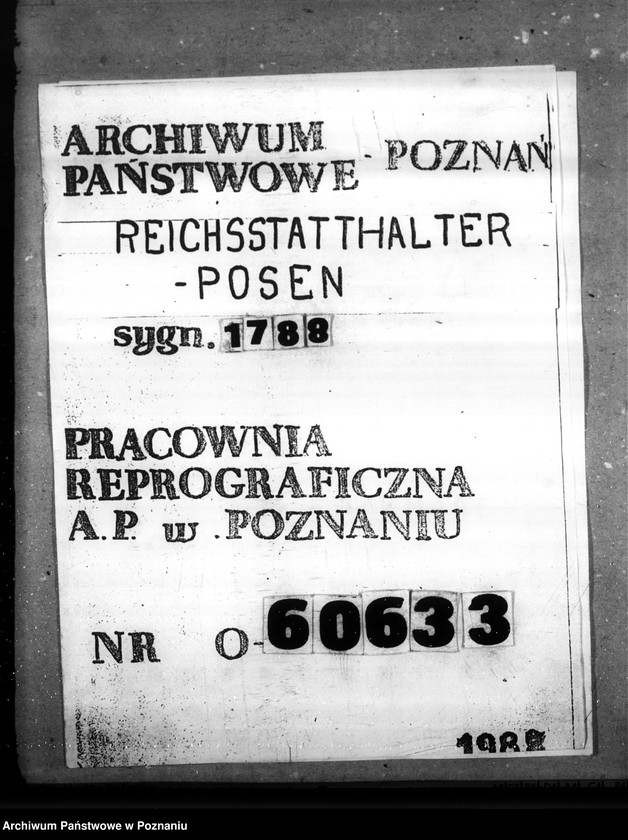 ARCHIWUM
PAŃSTWOWE - POZNAŃ
REICHSSTATTHALTER
-POSEN
sygn. 1788
PRACOWNIA
REPROGRAFICZNA
A.P. w .POZNANIU
NR O-60633
Archiwum Państwowe w Poznaniu